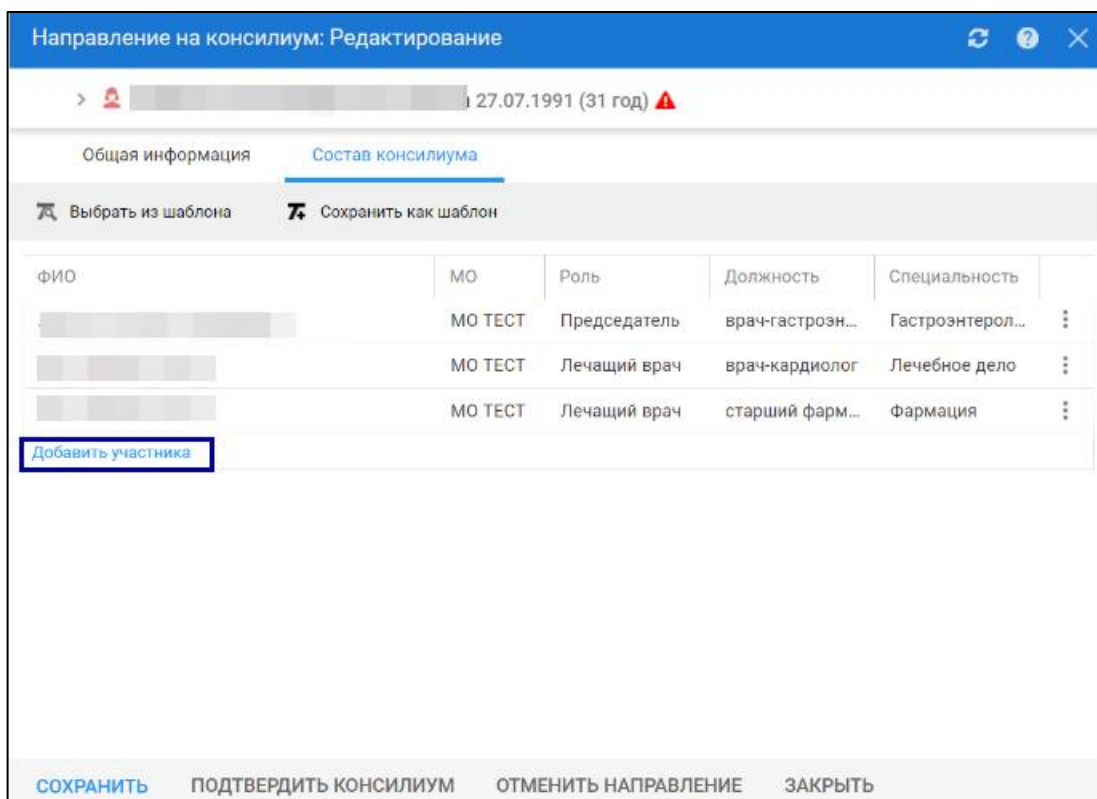 Направление на консилиум: Редактирование
27.07.1991 (31 год)
Общая информация Состав консилиума
Выбрать из шаблона Сохранить как шаблон
ФИО МО Роль Должность Специальность
МО ТЕСТ Председатель врач-гастроэн... Гастроэнтерол...
МО ТЕСТ Лечащий врач врач-кардиолог Лечебное дело
МО ТЕСТ Лечащий врач старший фарм... Фармация
Добавить участника
СОХРАНИТЬ ПОДТВЕРДИТЬ КОНСИЛИУМ ОТМЕНИТЬ НАПРАВЛЕНИЕ ЗАКРЫТЬ